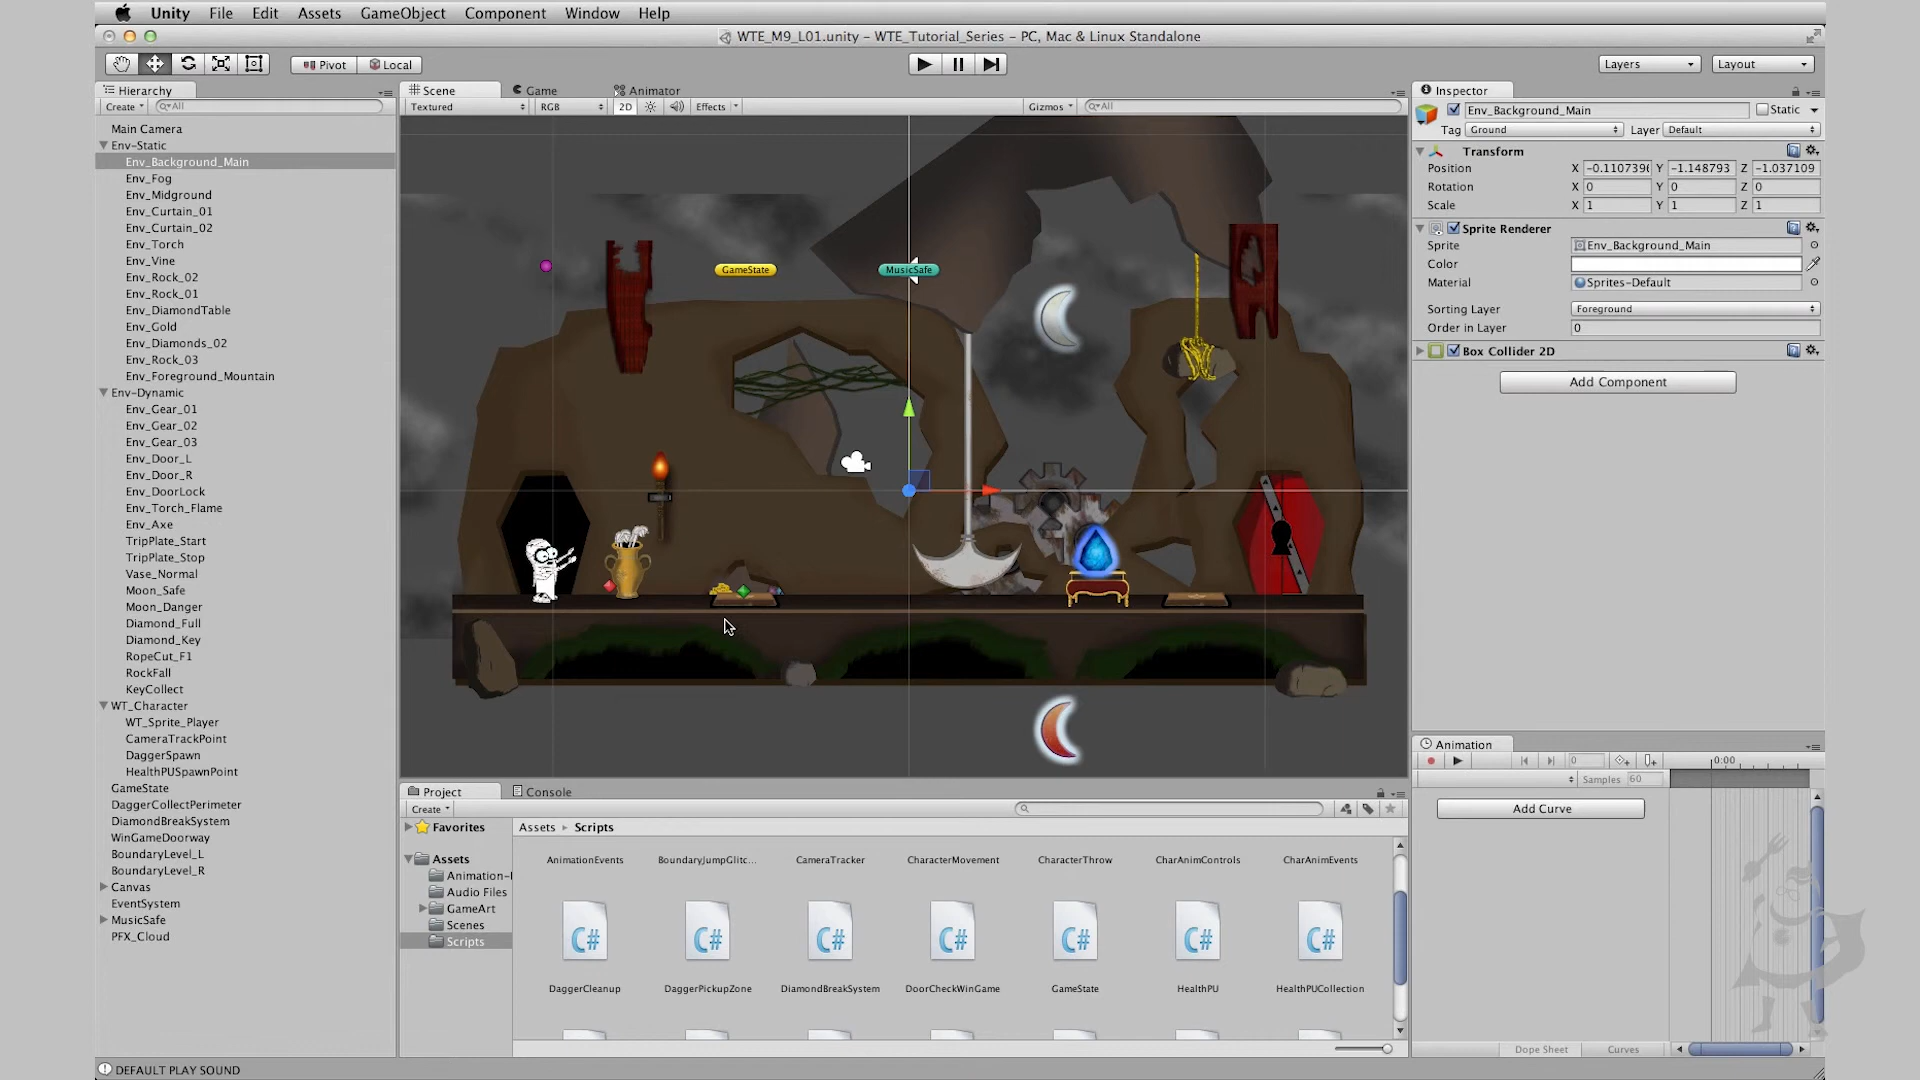 Unity File Edit Assets GameObject Component Window Help
WTE_M9_L01.unity – WTE_Tutorial_Series – PC, Mac & Linux Standalone
Pivot Local Layers Layout
Hierarchy
Create All
Main Camera
Env-Static
Env_Background_Main
Env_Fog
Env_Midground
Env_Curtain_01
Env_Curtain_02
Env_Torch
Env_Vine
Env_Rock_02
Env_Rock_01
Env_DiamondTable
Env_Gold
Env_Diamonds_02
Env_Rock_03
Env_Foreground_Mountain
Env-Dynamic
Env_Gear_01
Env_Gear_02
Env_Gear_03
Env_Door_L
Env_Door_R
Env_DoorLock
Env_Torch_Flame
Env_Axe
TripPlate_Start
TripPlate_Stop
Vase_Normal
Moon_Safe
Moon_Danger
Diamond_Full
Diamond_Key
RopeCut_F1
RockFall
KeyCollect
WT_Character
WT_Sprite_Player
CameraTrackPoint
DaggerSpawn
HealthPUSpawnPoint
GameState
DaggerCollectPerimeter
DiamondBreakSystem
WinGameDoorway
BoundaryLevel_L
BoundaryLevel_R
Canvas
EventSystem
MusicSafe
PFX_Cloud
Scene Game Animator
Textured RGB 2D Effects Gizmos All
GameState MusicSafe
Inspector
Env_Background_Main Static
Tag Ground Layer Default
Transform
Position X -0.1107396 Y -1.148793 Z -1.037109
Rotation X 0 Y 0 Z 0
Scale X 1 Y 1 Z 1
Sprite Renderer
Sprite Env_Background_Main
Color
Material Sprites-Default
Sorting Layer Foreground
Order in Layer 0
Box Collider 2D
Add Component
Animation
0 0:00
Samples 60
Add Curve
Dope Sheet Curves
Project Console
Create
Favorites
Assets
Animation-
Audio Files
GameArt
Scenes
Scripts
Assets Scripts
AnimationEvents BoundaryJumpGlitc... CameraTracker CharacterMovement CharacterThrow CharAnimControls CharAnimEvents
C# C# C# C# C# C# C#
DaggerCleanup DaggerPickupZone DiamondBreakSystem DoorCheckWinGame GameState HealthPU HealthPUCollection
DEFAULT PLAY SOUND